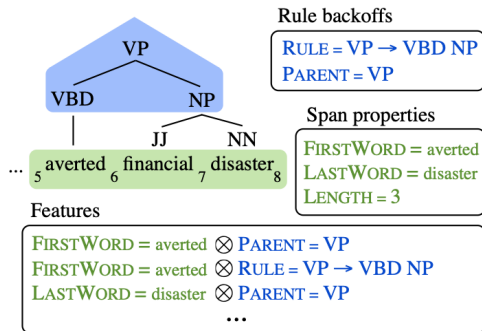 VP
VBD NP
JJ NN
... 5 averted 6 financial 7 disaster 8
Rule backoffs
RULE = VP → VBD NP
PARENT = VP
Span properties
FIRSTWORD = averted
LASTWORD = disaster
LENGTH = 3
Features
FIRSTWORD = averted ⊗ PARENT = VP
FIRSTWORD = averted ⊗ RULE = VP → VBD NP
LASTWORD = disaster ⊗ PARENT = VP
...